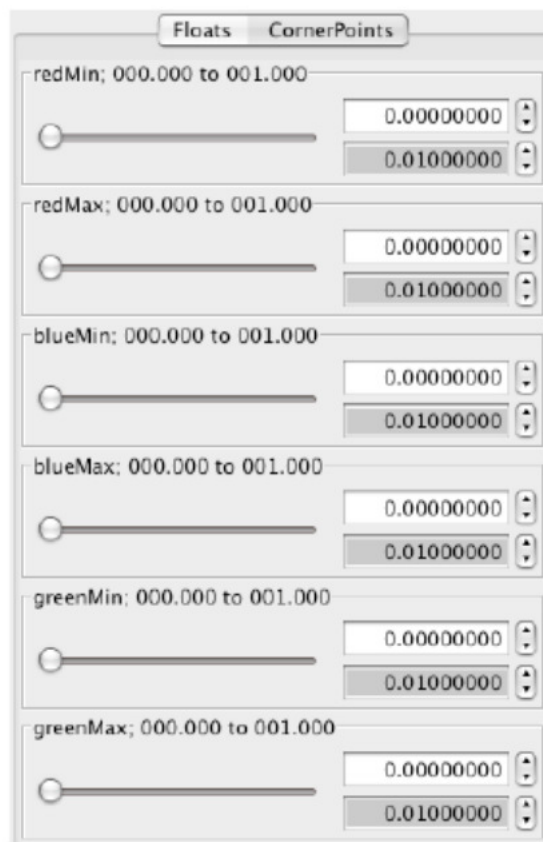 Floats CornerPoints
redMin; 000.000 to 001.000
0.00000000
0.01000000
redMax; 000.000 to 001.000
0.00000000
0.01000000
blueMin; 000.000 to 001.000
0.00000000
0.01000000
blueMax; 000.000 to 001.000
0.00000000
0.01000000
greenMin; 000.000 to 001.000
0.00000000
0.01000000
greenMax; 000.000 to 001.000
0.00000000
0.01000000